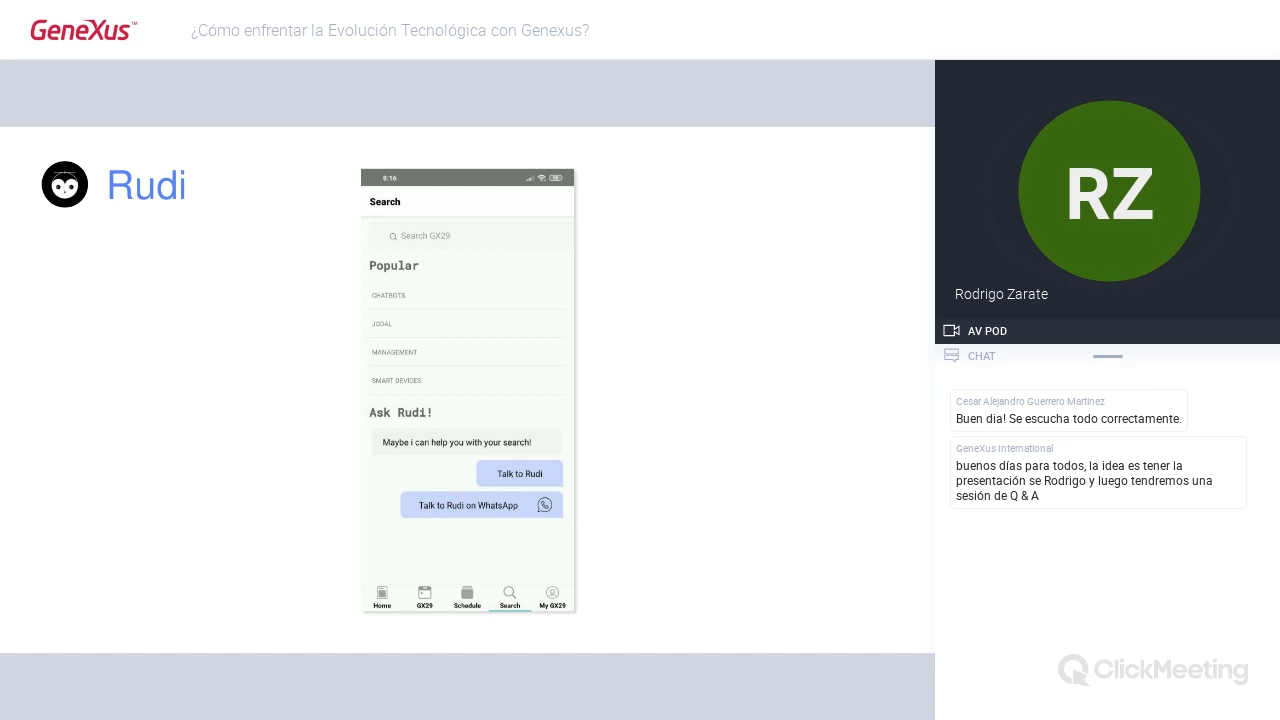 GeneXus™
¿Cómo enfrentar la Evolución Tecnológica con Genexus?
Rudi
8:16
Search
Search GX29
Popular
CHATBOTS
JODAL
MANAGEMENT
SMART DEVICES
Ask Rudi!
Maybe i can help you with your search!
Talk to Rudi
Talk to Rudi on WhatsApp
Home
GX29
Schedule
Search
My GX29
RZ
Rodrigo Zarate
AV POD
CHAT
Cesar Alejandro Guerrero Martinez
Buen dia! Se escucha todo correctamente.
GeneXus International
buenos días para todos, la idea es tener la
presentación se Rodrigo y luego tendremos una
sesión de Q & A
ClickMeeting